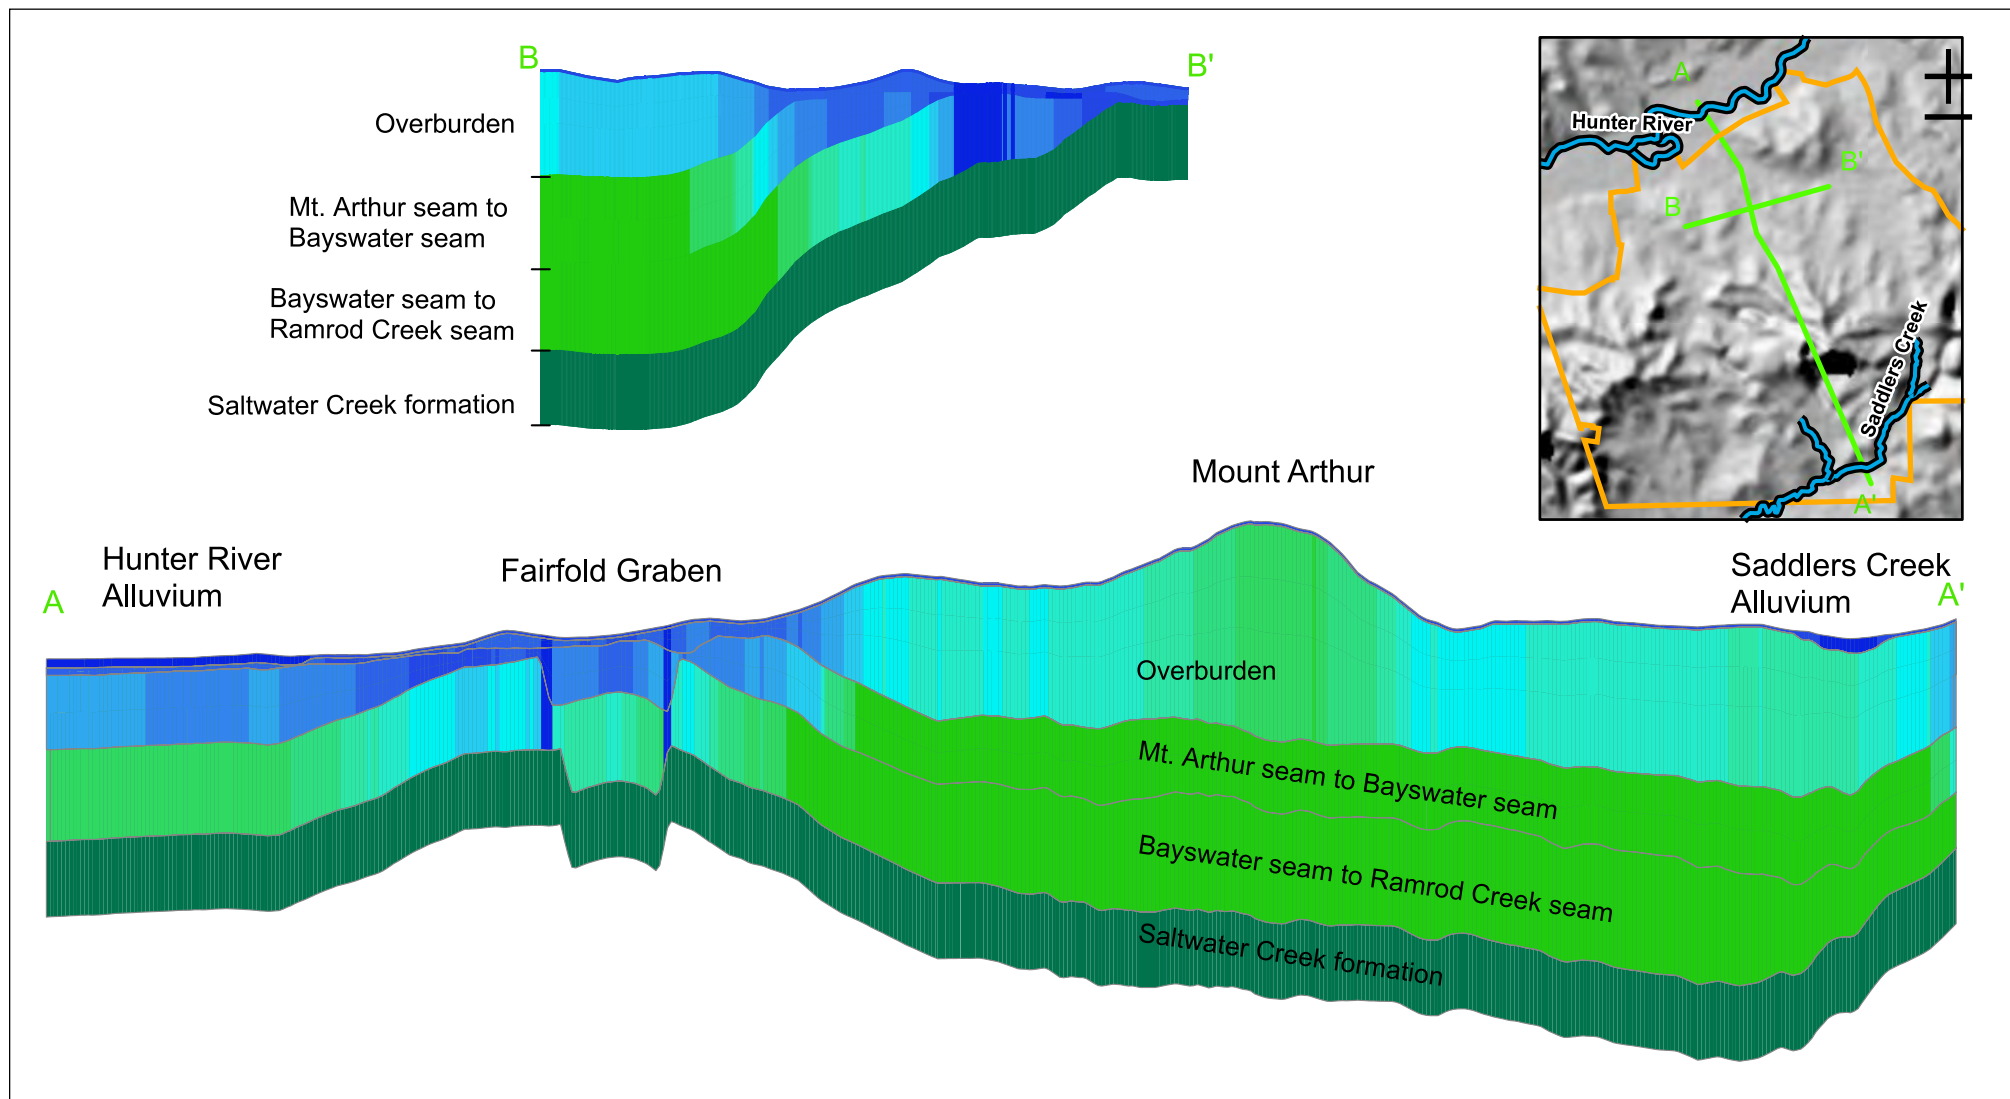 B
B'
Overburden
Mt. Arthur seam to
Bayswater seam
Bayswater seam to
Ramrod Creek seam
Saltwater Creek formation
A
Hunter River
B'
B
Saddlers Creek
A'
Mount Arthur
Hunter River
Alluvium
Fairfold Graben
Saddlers Creek
Alluvium
A
A'
Overburden
Mt. Arthur seam to Bayswater seam
Bayswater seam to Ramrod Creek seam
Saltwater Creek formation